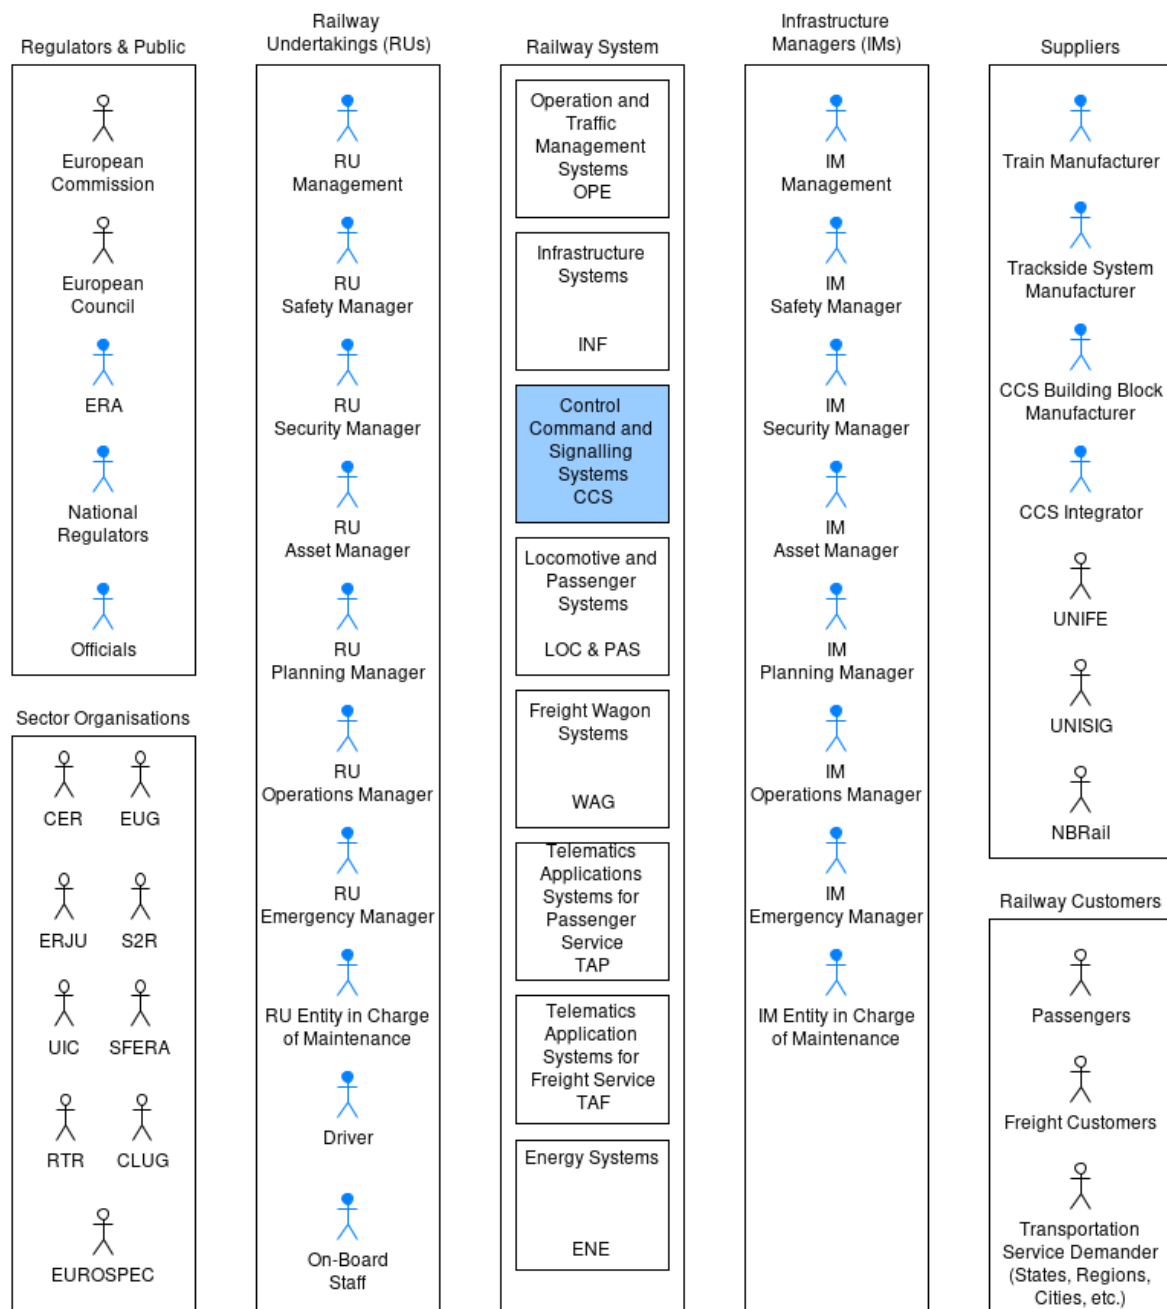 Regulators & Public
European
Commission
European
Council
ERA
National
Regulators
Officials
Sector Organisations
CER
EUG
ERJU
S2R
UIC
SFERA
RTR
CLUG
EUROSPEC
Railway
Undertakings (RUs)
RU
Management
RU
Safety Manager
RU
Security Manager
RU
Asset Manager
RU
Planning Manager
RU
Operations Manager
RU
Emergency Manager
RU Entity in Charge
of Maintenance
Driver
On-Board
Staff
Railway System
Operation and
Traffic
Management
Systems
OPE
Infrastructure
Systems
INF
Control
Command and
Signalling
Systems
CCS
Locomotive and
Passenger
Systems
LOC & PAS
Freight Wagon
Systems
WAG
Telematics
Applications
Systems for
Passenger
Service
TAP
Telematics
Application
Systems for
Freight Service
TAF
Energy Systems
ENE
Infrastructure
Managers (IMs)
IM
Management
IM
Safety Manager
IM
Security Manager
IM
Asset Manager
IM
Planning Manager
IM
Operations Manager
IM
Emergency Manager
IM Entity in Charge
of Maintenance
Suppliers
Train Manufacturer
Trackside System
Manufacturer
CCS Building Block
Manufacturer
CCS Integrator
UNIFE
UNISIG
NBRail
Railway Customers
Passengers
Freight Customers
Transportation
Service Demander
(States, Regions,
Cities, etc.)